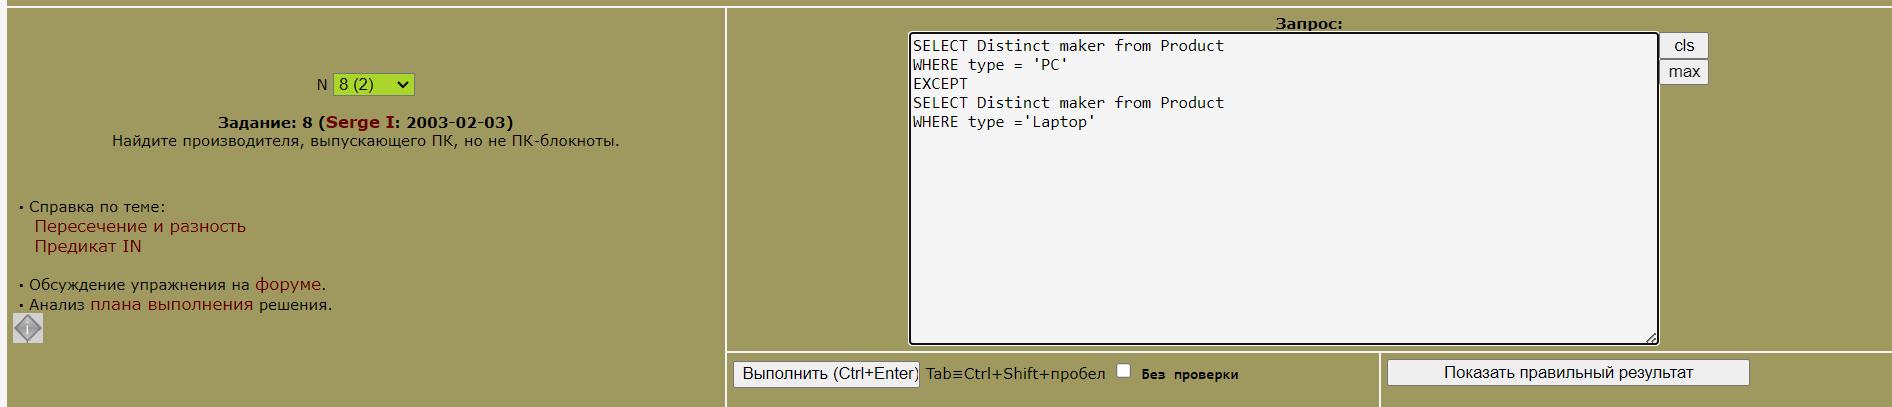 N 8 (2)
Задание: 8 (Serge I: 2003-02-03)
Найдите производителя, выпускающего ПК, но не ПК-блокноты.
• Справка по теме:
Пересечение и разность
Предикат IN
• Обсуждение упражнения на форуме.
• Анализ плана выполнения решения.
Запрос:
SELECT Distinct maker from Product
WHERE type = 'PC'
EXCEPT
SELECT Distinct maker from Product
WHERE type ='Laptop'
cls
max
Выполнить (Ctrl+Enter) Tab≡Ctrl+Shift+пробел Без проверки
Показать правильный результат